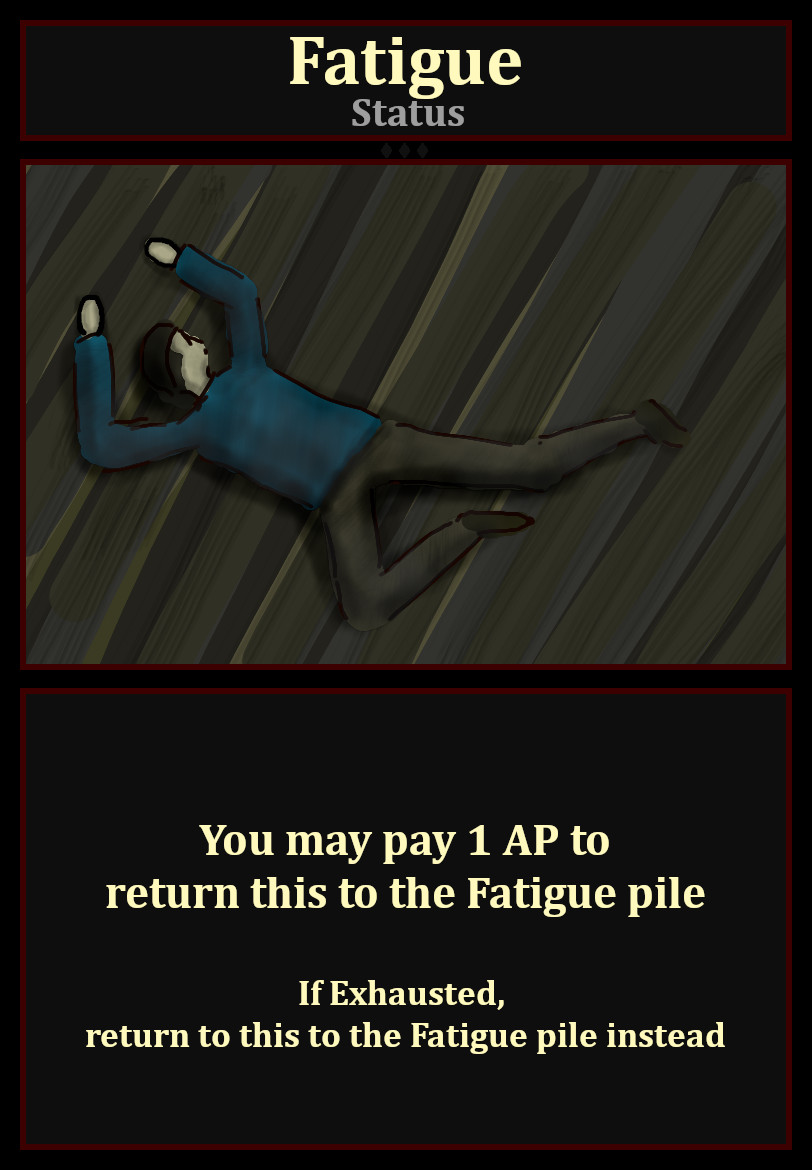 Fatigue
Status
You may pay 1 AP to
return this to the Fatigue pile
If Exhausted,
return to this to the Fatigue pile instead